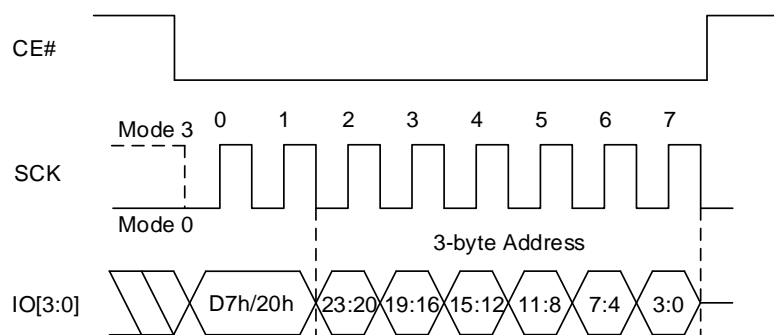 CE#
0 1 2 3 4 5 6 7
Mode 3
SCK
Mode 0
3-byte Address
IO[3:0] D7h/20h 23:20 19:16 15:12 11:8 7:4 3:0